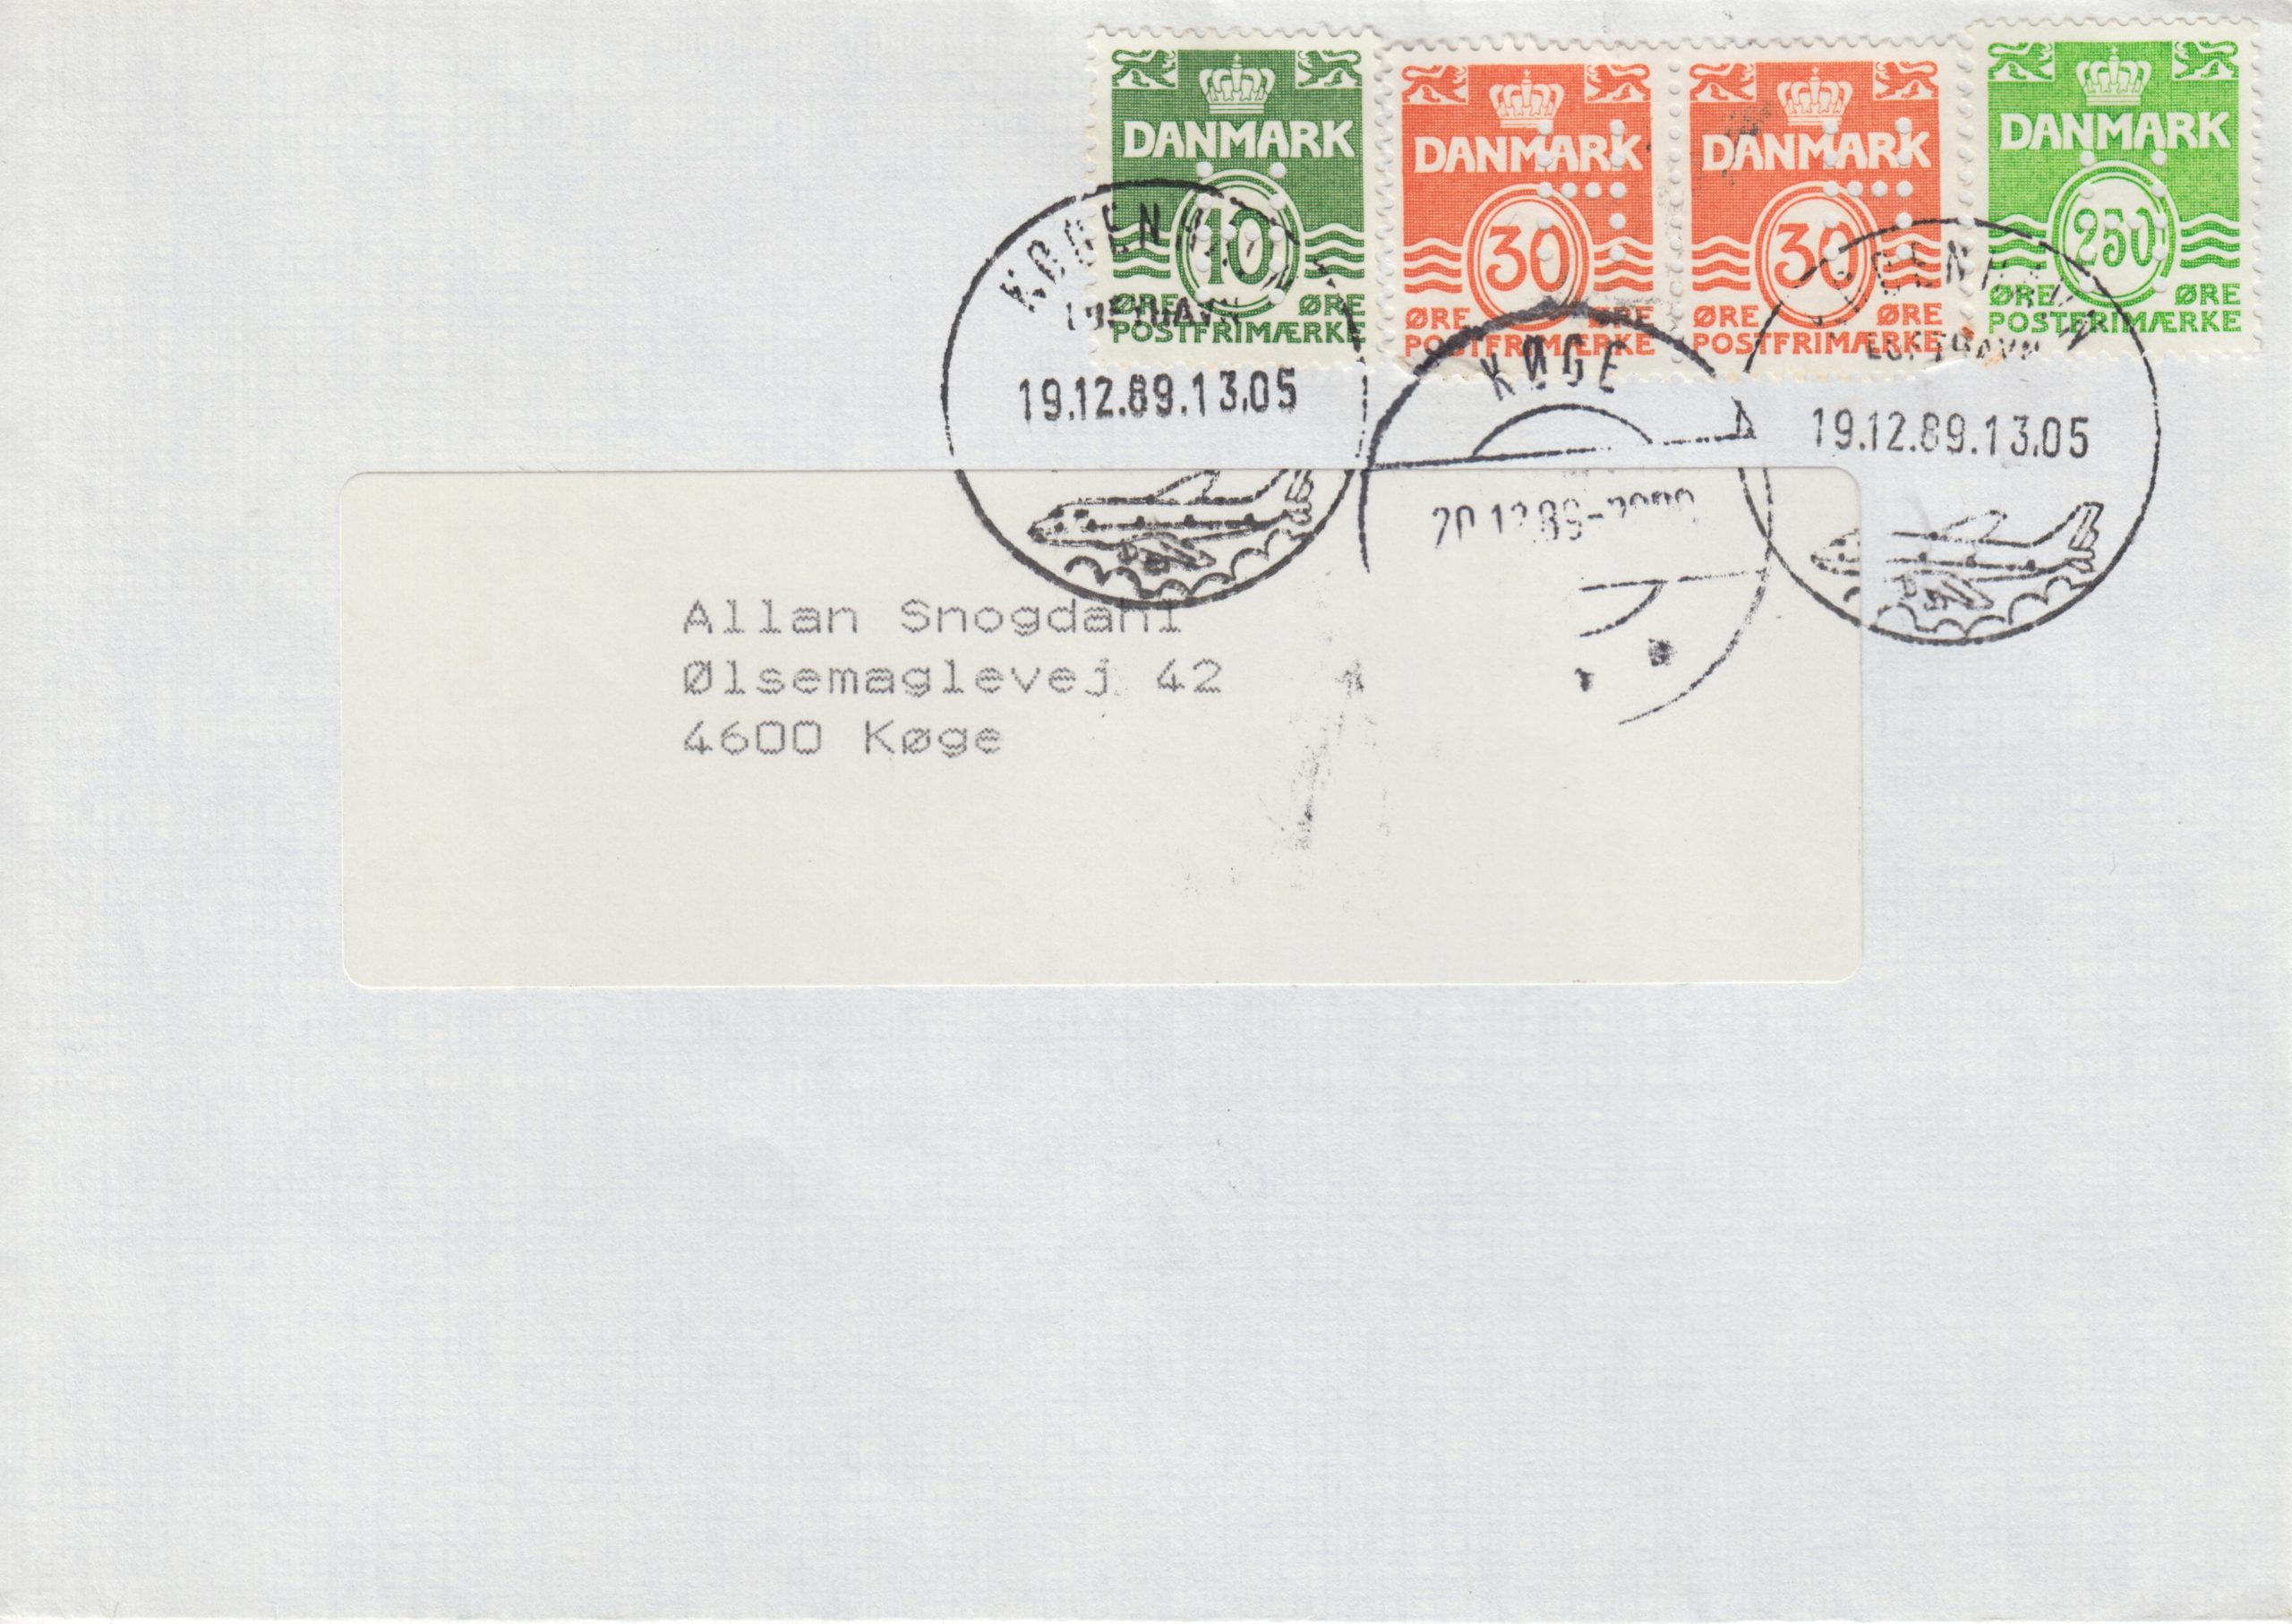 DANMARK
10
ØRE ØRE
POSTFRIMÆRKE
DANMARK
30
ØRE ØRE
POSTFRIMÆRKE
DANMARK
30
ØRE ØRE
POSTFRIMÆRKE
DANMARK
250
ØRE ØRE
POSTFRIMÆRKE
19.12.89.13.05
KØGE
19.12.89.13.05
Allan Snogdahl
Ølsemaglevej 42
4600 Køge